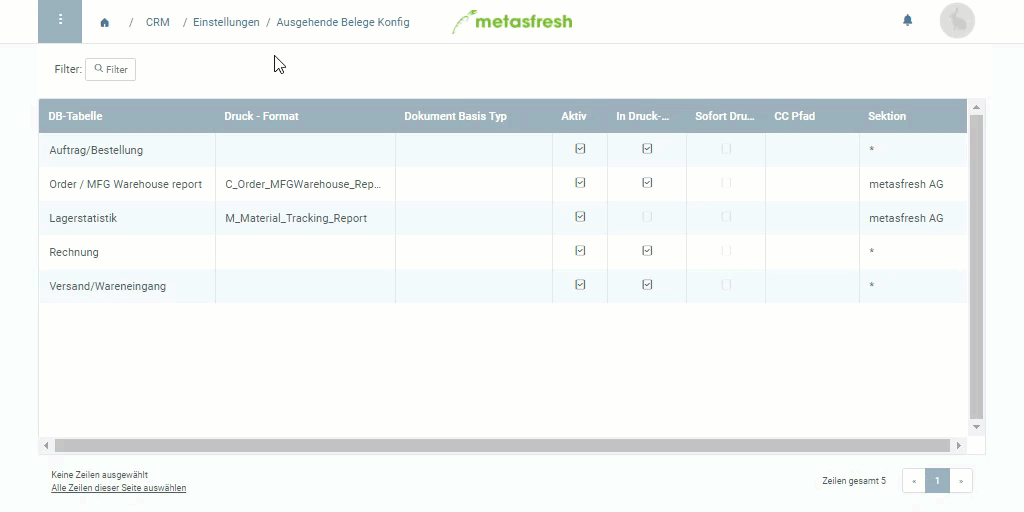 / CRM / Einstellungen / Ausgehende Belege Konfig metasfresh
Filter: Filter
DB-Tabelle Druck - Format Dokument Basis Typ Aktiv In Druck-... Sofort Dru... CC Pfad Sektion
Auftrag/Bestellung *
Order / MFG Warehouse report C_Order_MFGWarehouse_Rep... metasfresh AG
Lagerstatistik M_Material_Tracking_Report metasfresh AG
Rechnung *
Versand/Wareneingang *
Keine Zeilen ausgewählt
Alle Zeilen dieser Seite auswählen
Zeilen gesamt 5 « 1 »